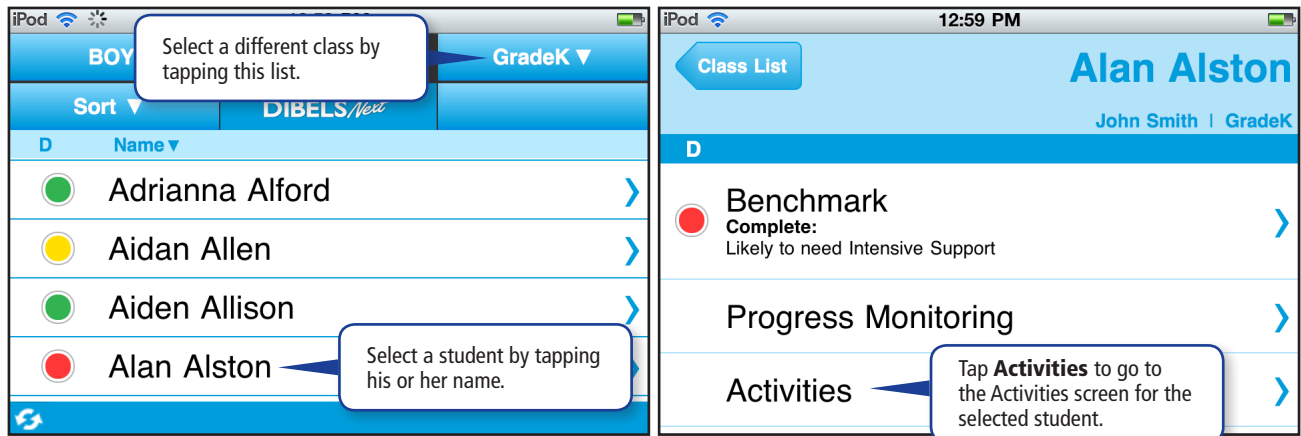 iPod
BOY
Select a different class by
tapping this list.
GradeK ▼
Sort ▼
DIBELS Next
D Name ▼
Adrianna Alford
Aidan Allen
Aiden Allison
Alan Alston
Select a student by tapping
his or her name.
iPod 12:59 PM
Class List
Alan Alston
John Smith | GradeK
D
Benchmark
Complete:
Likely to need Intensive Support
Progress Monitoring
Activities
Tap Activities to go to
the Activities screen for the
selected student.